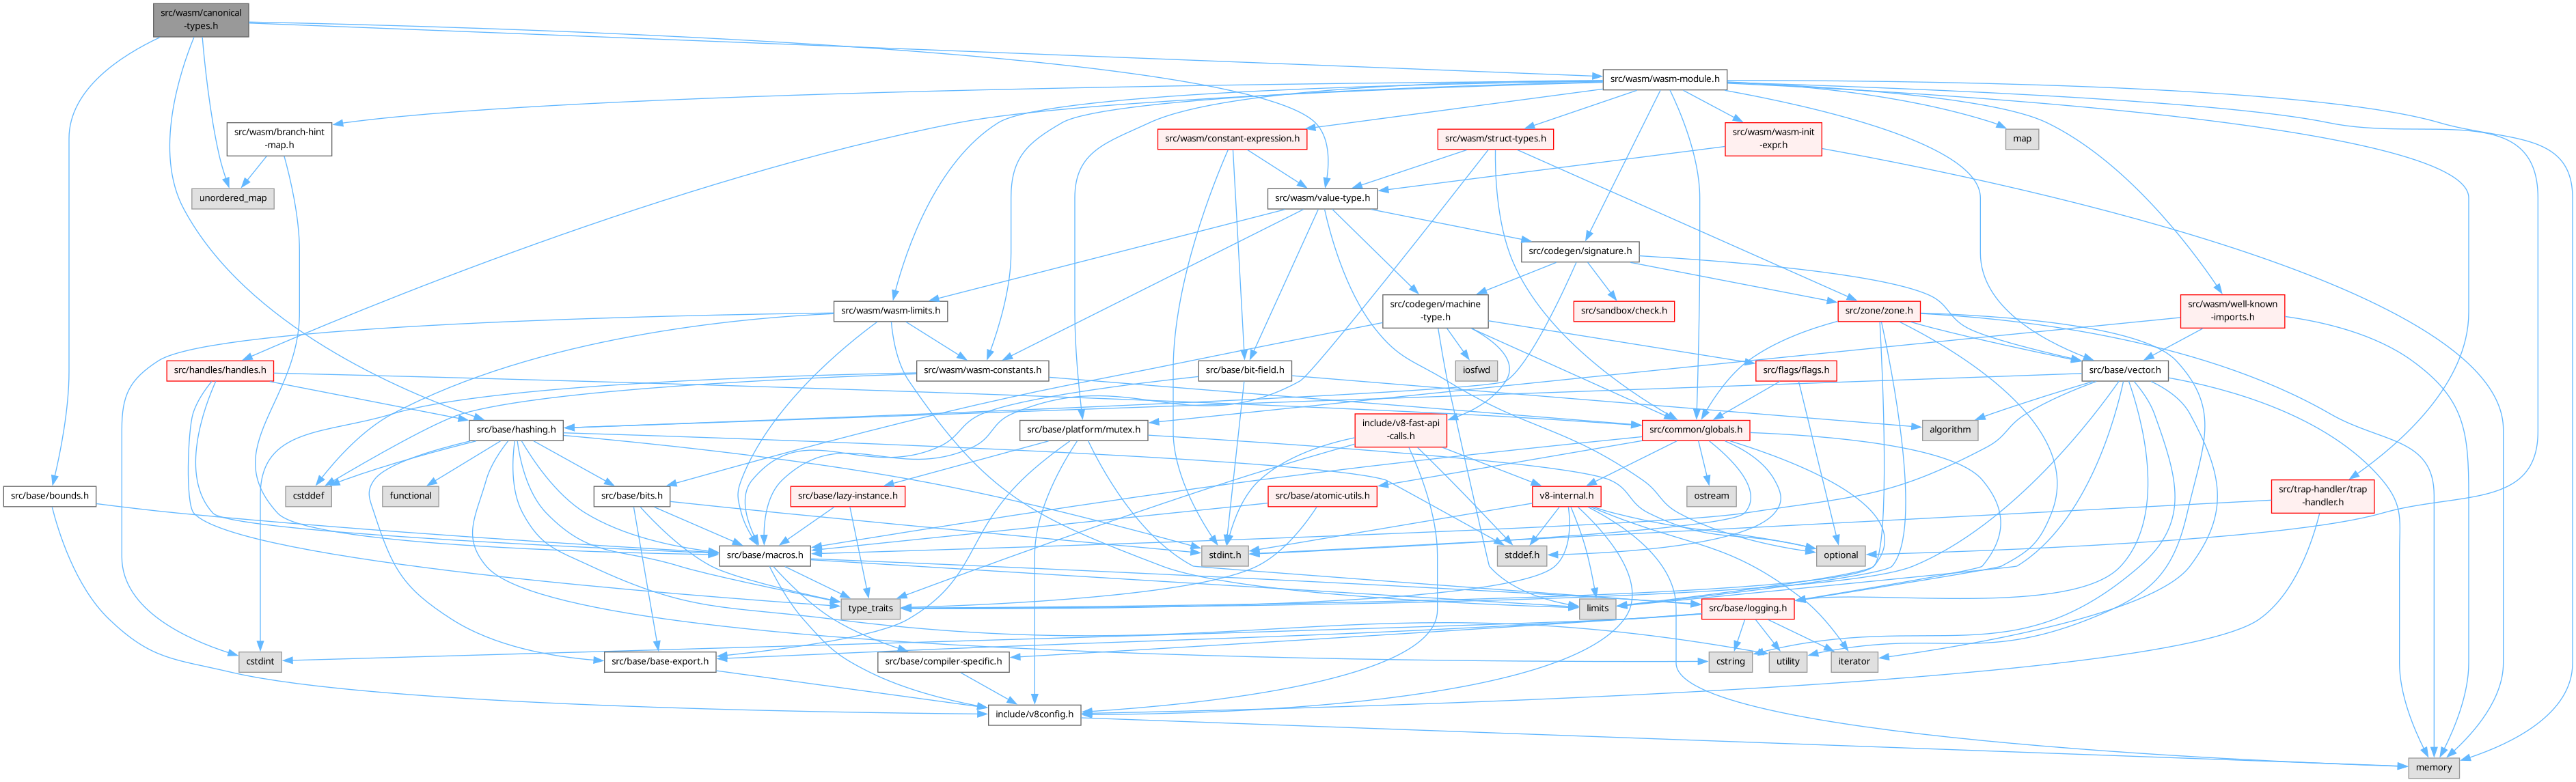 src/wasm/canonical
-types.h
src/wasm/wasm-module.h
src/wasm/branch-hint
-map.h
src/wasm/constant-expression.h
src/wasm/struct-types.h
src/wasm/wasm-init
-expr.h
map
unordered_map
src/wasm/value-type.h
src/codegen/signature.h
src/wasm/wasm-limits.h
src/codegen/machine
-type.h
src/sandbox/check.h
src/zone/zone.h
src/wasm/well-known
-imports.h
src/handles/handles.h
src/wasm/wasm-constants.h
src/base/bit-field.h
iosfwd
src/flags/flags.h
src/base/vector.h
src/base/hashing.h
src/base/platform/mutex.h
include/v8-fast-api
-calls.h
src/common/globals.h
algorithm
src/base/bounds.h
cstddef
functional
src/base/bits.h
src/base/lazy-instance.h
src/base/atomic-utils.h
v8-internal.h
ostream
src/trap-handler/trap
-handler.h
src/base/macros.h
stdint.h
stddef.h
optional
type_traits
limits
src/base/logging.h
cstdint
src/base/base-export.h
src/base/compiler-specific.h
cstring
utility
iterator
include/v8config.h
memory